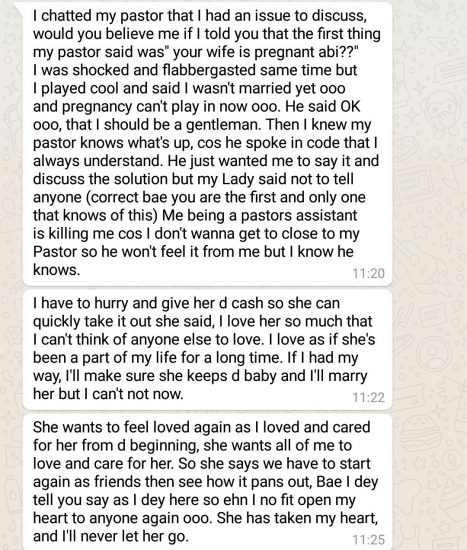 I chatted my pastor that I had an issue to discuss,
would you believe me if I told you that the first thing
my pastor said was" your wife is pregnant abi??"
I was shocked and flabbergasted same time but
I played cool and said I wasn't married yet ooo
and pregnancy can't play in now ooo. He said OK
ooo, that I should be a gentleman. Then I knew my
pastor knows what's up, cos he spoke in code that I
always understand. He just wanted me to say it and
discuss the solution but my Lady said not to tell
anyone (correct bae you are the first and only one
that knows of this) Me being a pastors assistant
is killing me cos I don't wanna get to close to my
Pastor so he won't feel it from me but I know he
knows.
11:20
I have to hurry and give her d cash so she can
quickly take it out she said, I love her so much that
I can't think of anyone else to love. I love as if she's
been a part of my life for a long time. If I had my
way, I'll make sure she keeps d baby and I'll marry
her but I can't not now.
11:22
She wants to feel loved again as I loved and cared
for her from d beginning, she wants all of me to
love and care for her. So she says we have to start
again as friends then see how it pans out, Bae I dey
tell you say as I dey here so ehn I no fit open my
heart to anyone again ooo. She has taken my heart,
and I'll never let her go.
11:25